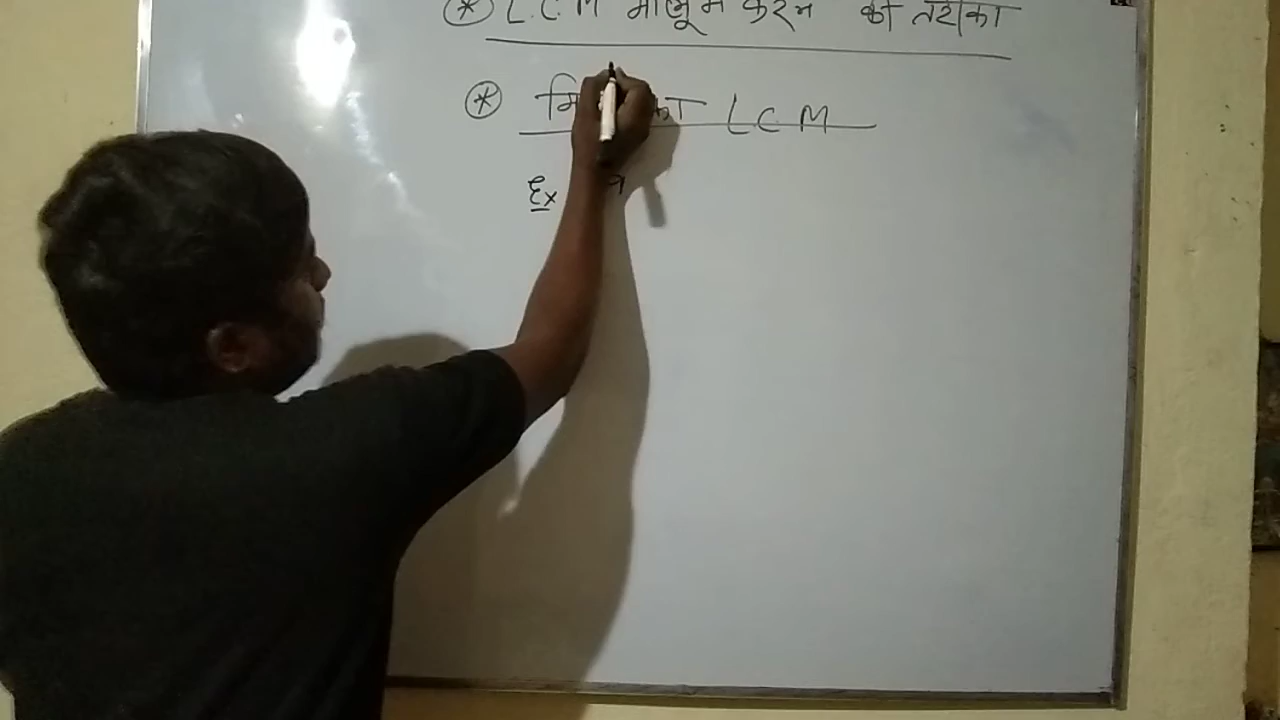 * L.C.M मालूम करने का तरीका
* का LCM
Ex